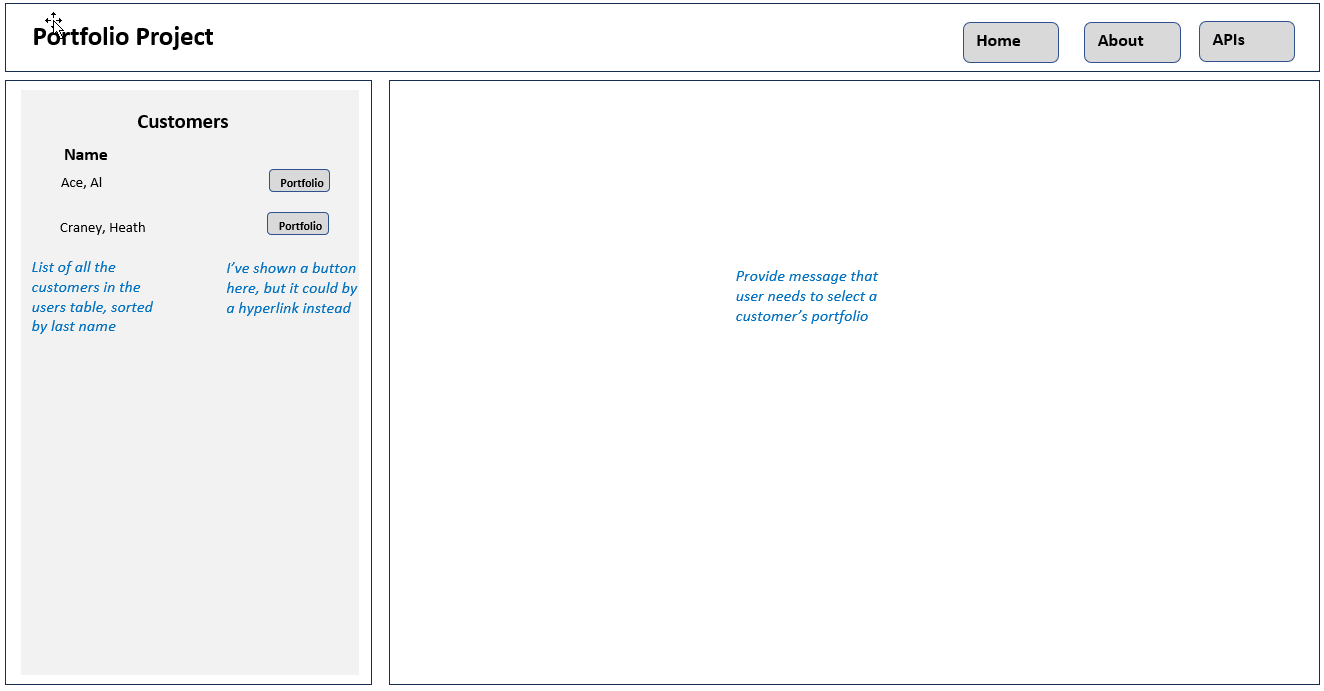 Portfolio Project
Home
About
APIs
Customers
Name
Ace, Al
Portfolio
Craney, Heath
Portfolio
List of all the
customers in the
users table, sorted
by last name
I've shown a button
here, but it could by
a hyperlink instead
Provide message that
user needs to select a
customer's portfolio